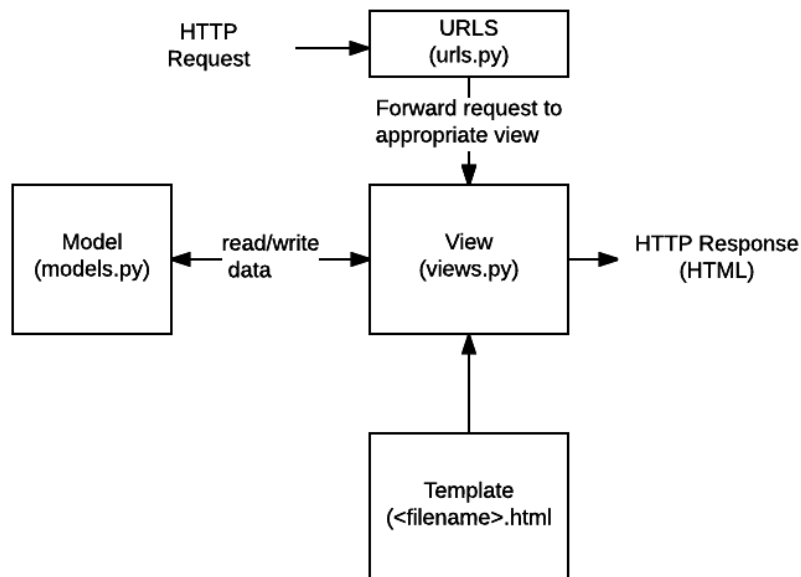 HTTP
Request
URLS
(urls.py)
Forward request to
appropriate view
Model
(models.py)
read/write
data
View
(views.py)
HTTP Response
(HTML)
Template
(<filename>.html